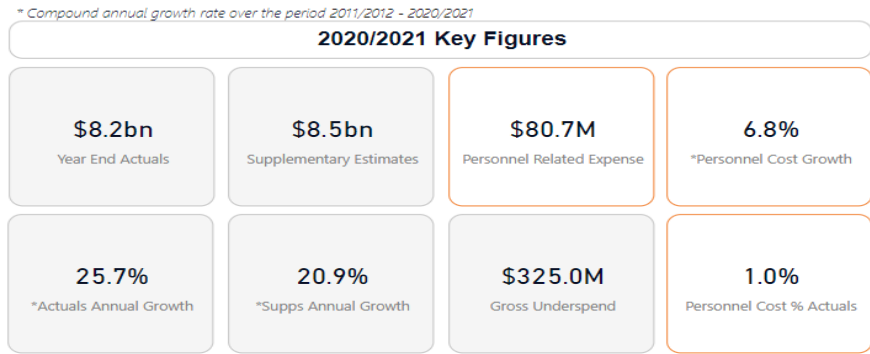 * Compound annual growth rate over the period 2011/2012 - 2020/2021
2020/2021 Key Figures
$8.2bn
Year End Actuals
$8.5bn
Supplementary Estimates
$80.7M
Personnel Related Expense
6.8%
*Personnel Cost Growth
25.7%
*Actuals Annual Growth
20.9%
*Supps Annual Growth
$325.0M
Gross Underspend
1.0%
Personnel Cost % Actuals